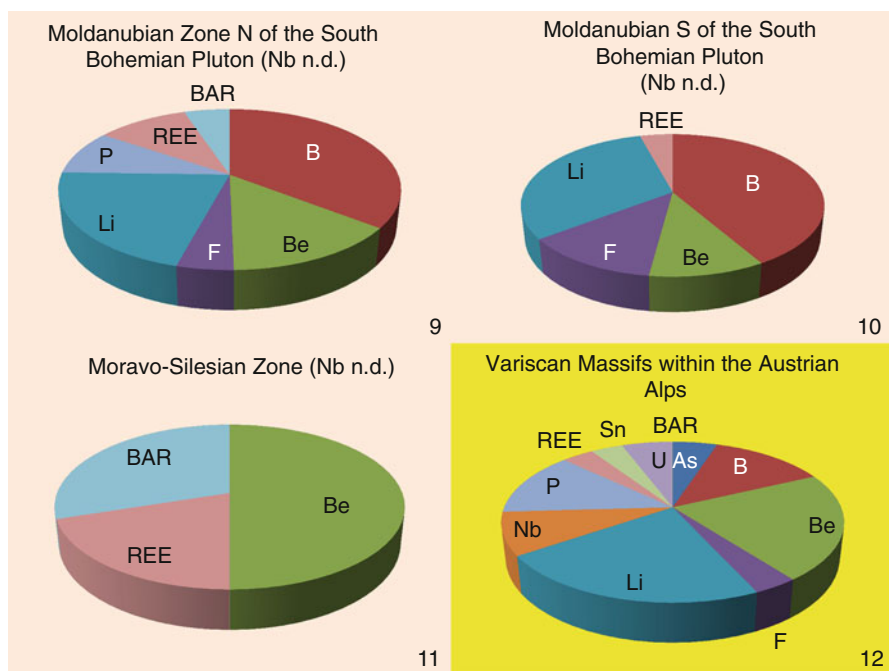 Moldanubian Zone N of the South
Bohemian Pluton (Nb n.d.)
BAR
REE
B
P
Li
F
Be
9
Moldanubian S of the South
Bohemian Pluton
(Nb n.d.)
REE
Li
B
F
Be
10
Moravo-Silesian Zone (Nb n.d.)
BAR
Be
REE
11
Variscan Massifs within the Austrian
Alps
BAR
Sn
REE
U
As
B
P
Nb
Be
Li
F
12